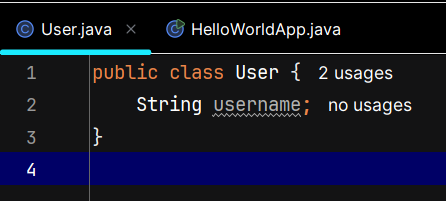 User.java × HelloWorldApp.java
1 public class User { 2 usages
2 String username; no usages
3 }
4